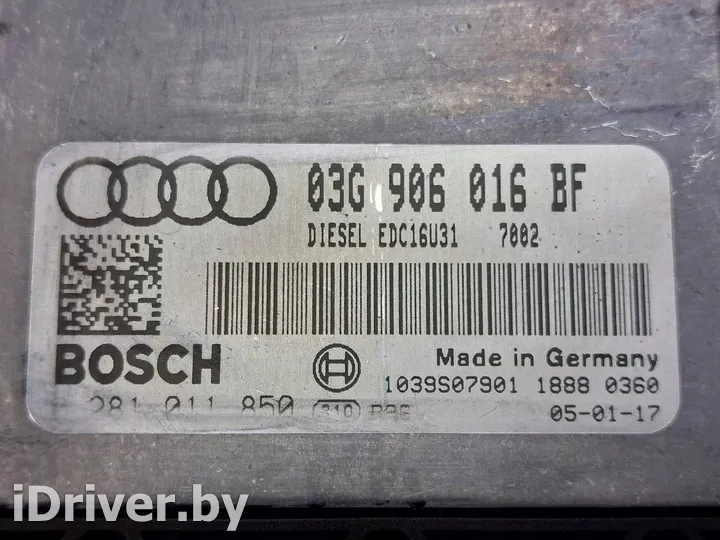 03G 906 016 BF
DIESEL EDC16U31 7002
BOSCH
Made in Germany
1039S07901 1888 0360
281 011 850
05-01-17
iDriver.by